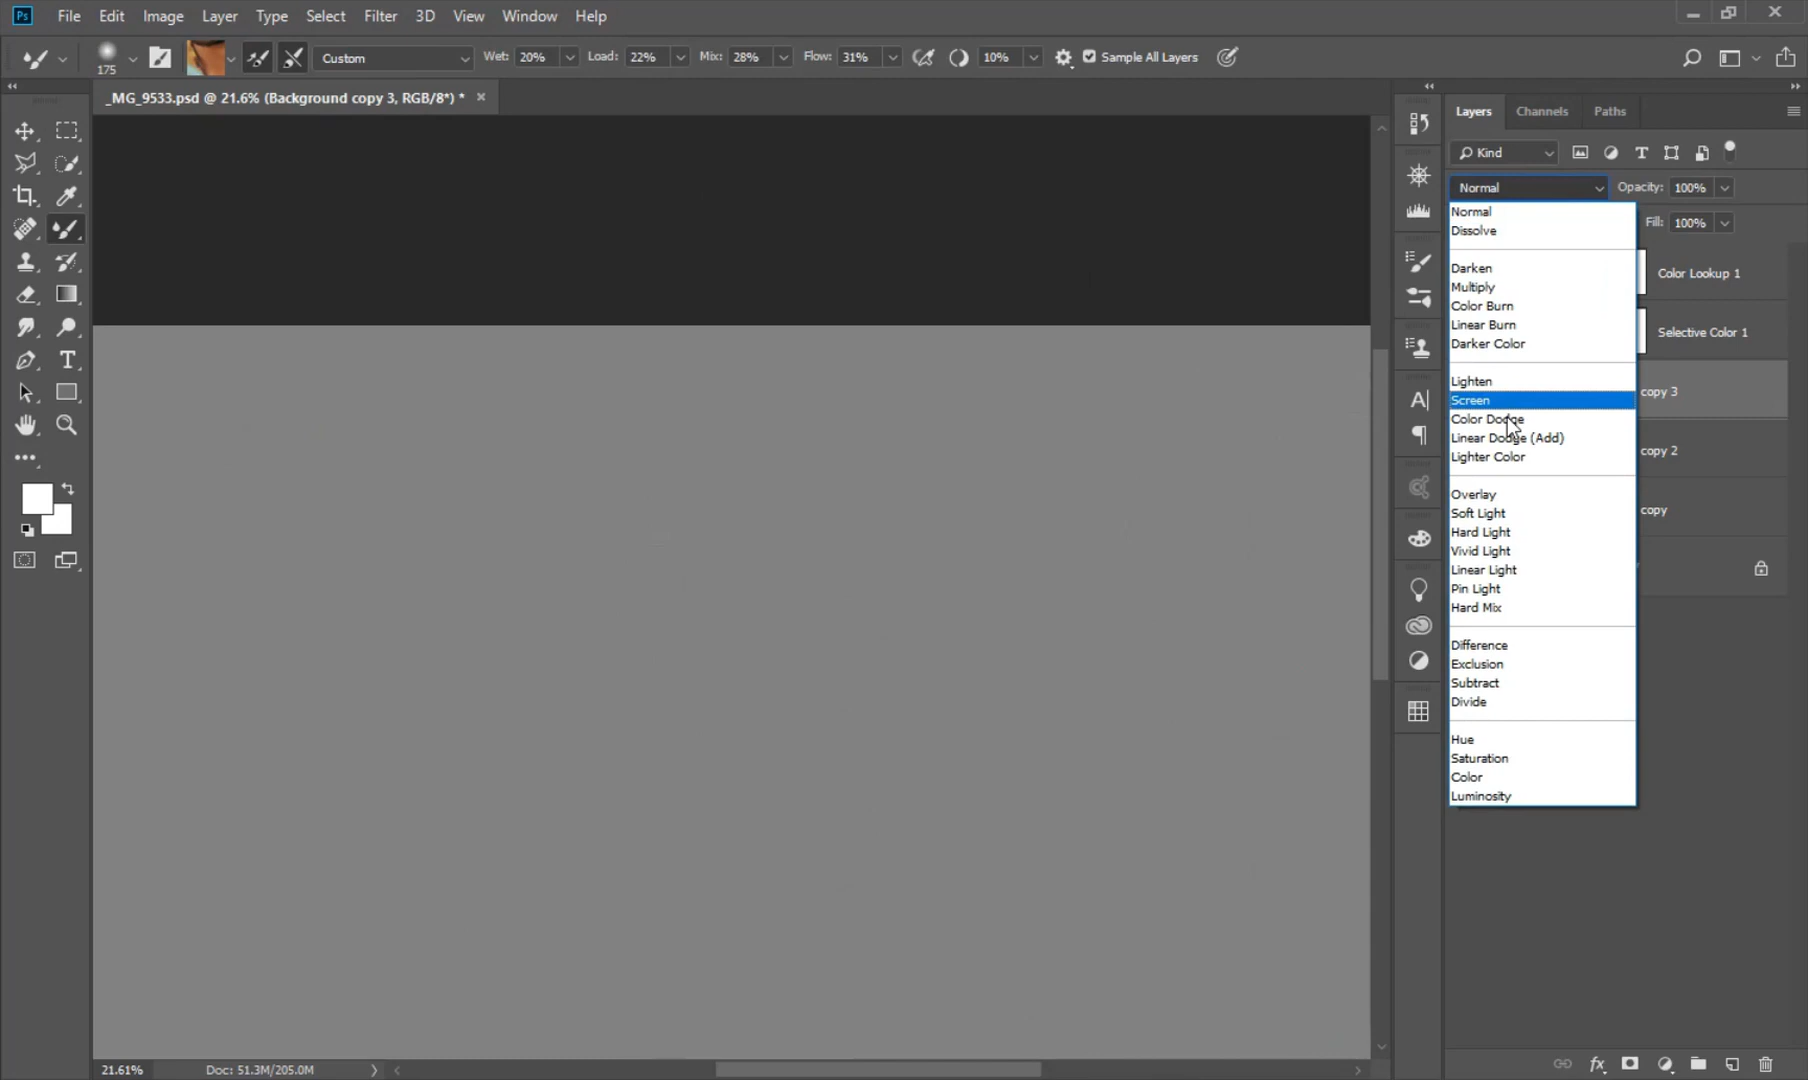 Ps File Edit Image Layer Type Select Filter 3D View Window Help
175 Custom Wet: 20% Load: 22% Mix: 28% Flow: 31% 10% Sample All Layers
_MG_9533.psd @ 21.6% (Background copy 3, RGB/8*) *
Layers Channels Paths
Kind
Normal Opacity: 100%
Fill: 100%
Normal
Dissolve
Darken
Multiply
Color Burn
Linear Burn
Darker Color
Lighten
Screen
Color Dodge
Linear Dodge (Add)
Lighter Color
Overlay
Soft Light
Hard Light
Vivid Light
Linear Light
Pin Light
Hard Mix
Difference
Exclusion
Subtract
Divide
Hue
Saturation
Color
Luminosity
Color Lookup 1
Selective Color 1
copy 3
copy 2
copy
21.61% Doc: 51.3M/205.0M